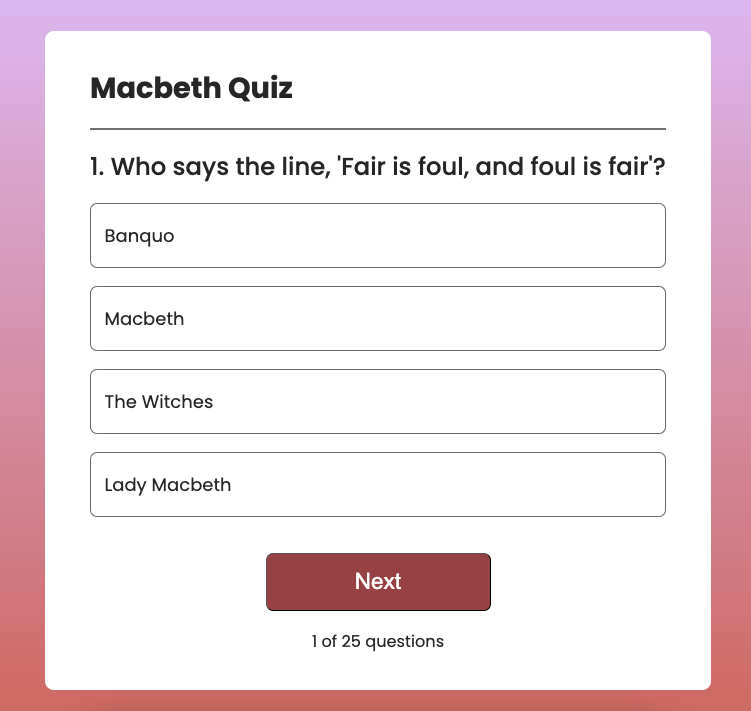 Macbeth Quiz
1. Who says the line, 'Fair is foul, and foul is fair'?
Banquo
Macbeth
The Witches
Lady Macbeth
Next
1 of 25 questions